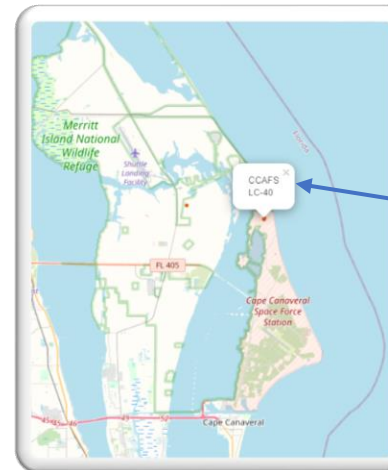 Merritt
Island National
Wildlife
Refuge
Shuttle
Landing
Facility
Florida
×
CCAFS
LC-40
FL 405
Cape Canaveral
Space Force
Station
Cape Canaveral